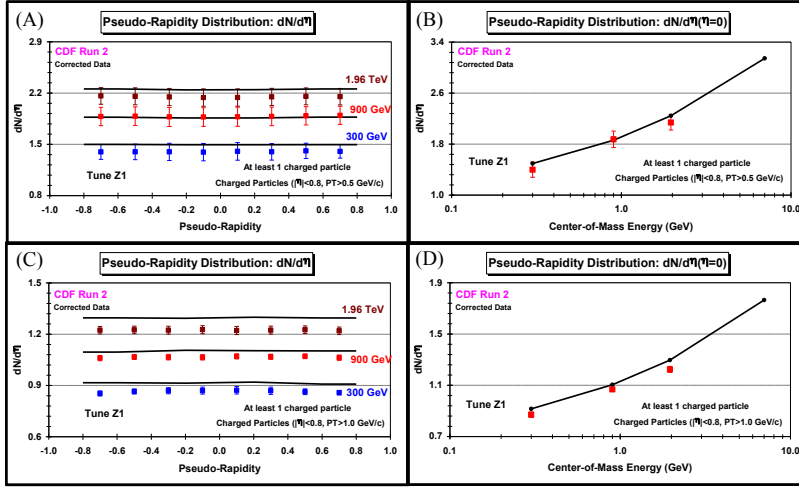 (A)
Pseudo-Rapidity Distribution: dN/dη
CDF Run 2
Corrected Data
1.96 TeV
900 GeV
300 GeV
Tune Z1
At least 1 charged particle
Charged Particles (|η|<0.8, PT>0.5 GeV/c)
dN/dη
2.9
2.2
1.5
0.8
-1.0 -0.8 -0.6 -0.4 -0.2 0.0 0.2 0.4 0.6 0.8 1.0
Pseudo-Rapidity
(B)
Pseudo-Rapidity Distribution: dN/dη(η=0)
CDF Run 2
Corrected Data
Tune Z1
At least 1 charged particle
Charged Particles (|η|<0.8, PT>0.5 GeV/c)
dN/dη
3.4
2.6
1.8
1.0
0.1 1.0 10.0
Center-of-Mass Energy (GeV)
(C)
Pseudo-Rapidity Distribution: dN/dη
CDF Run 2
Corrected Data
1.96 TeV
900 GeV
300 GeV
Tune Z1
At least 1 charged particle
Charged Particles (|η|<0.8, PT>1.0 GeV/c)
dN/dη
1.5
1.2
0.9
0.6
-1.0 -0.8 -0.6 -0.4 -0.2 0.0 0.2 0.4 0.6 0.8 1.0
Pseudo-Rapidity
(D)
Pseudo-Rapidity Distribution: dN/dη(η=0)
CDF Run 2
Corrected Data
Tune Z1
At least 1 charged particle
Charged Particles (|η|<0.8, PT>1.0 GeV/c)
dN/dη
1.9
1.5
1.1
0.7
0.1 1.0 10.0
Center-of-Mass Energy (GeV)